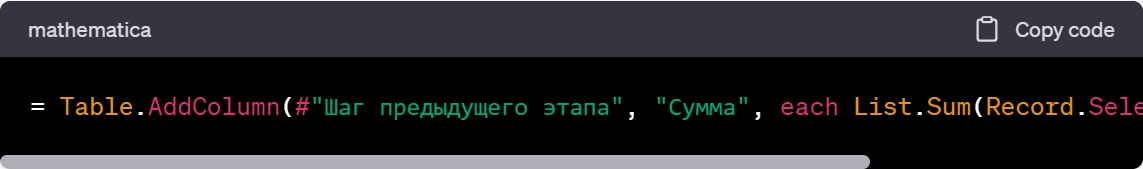 mathematica Copy code
= Table.AddColumn(#"Шаг предыдущего этапа", "Сумма", each List.Sum(Record.Sele